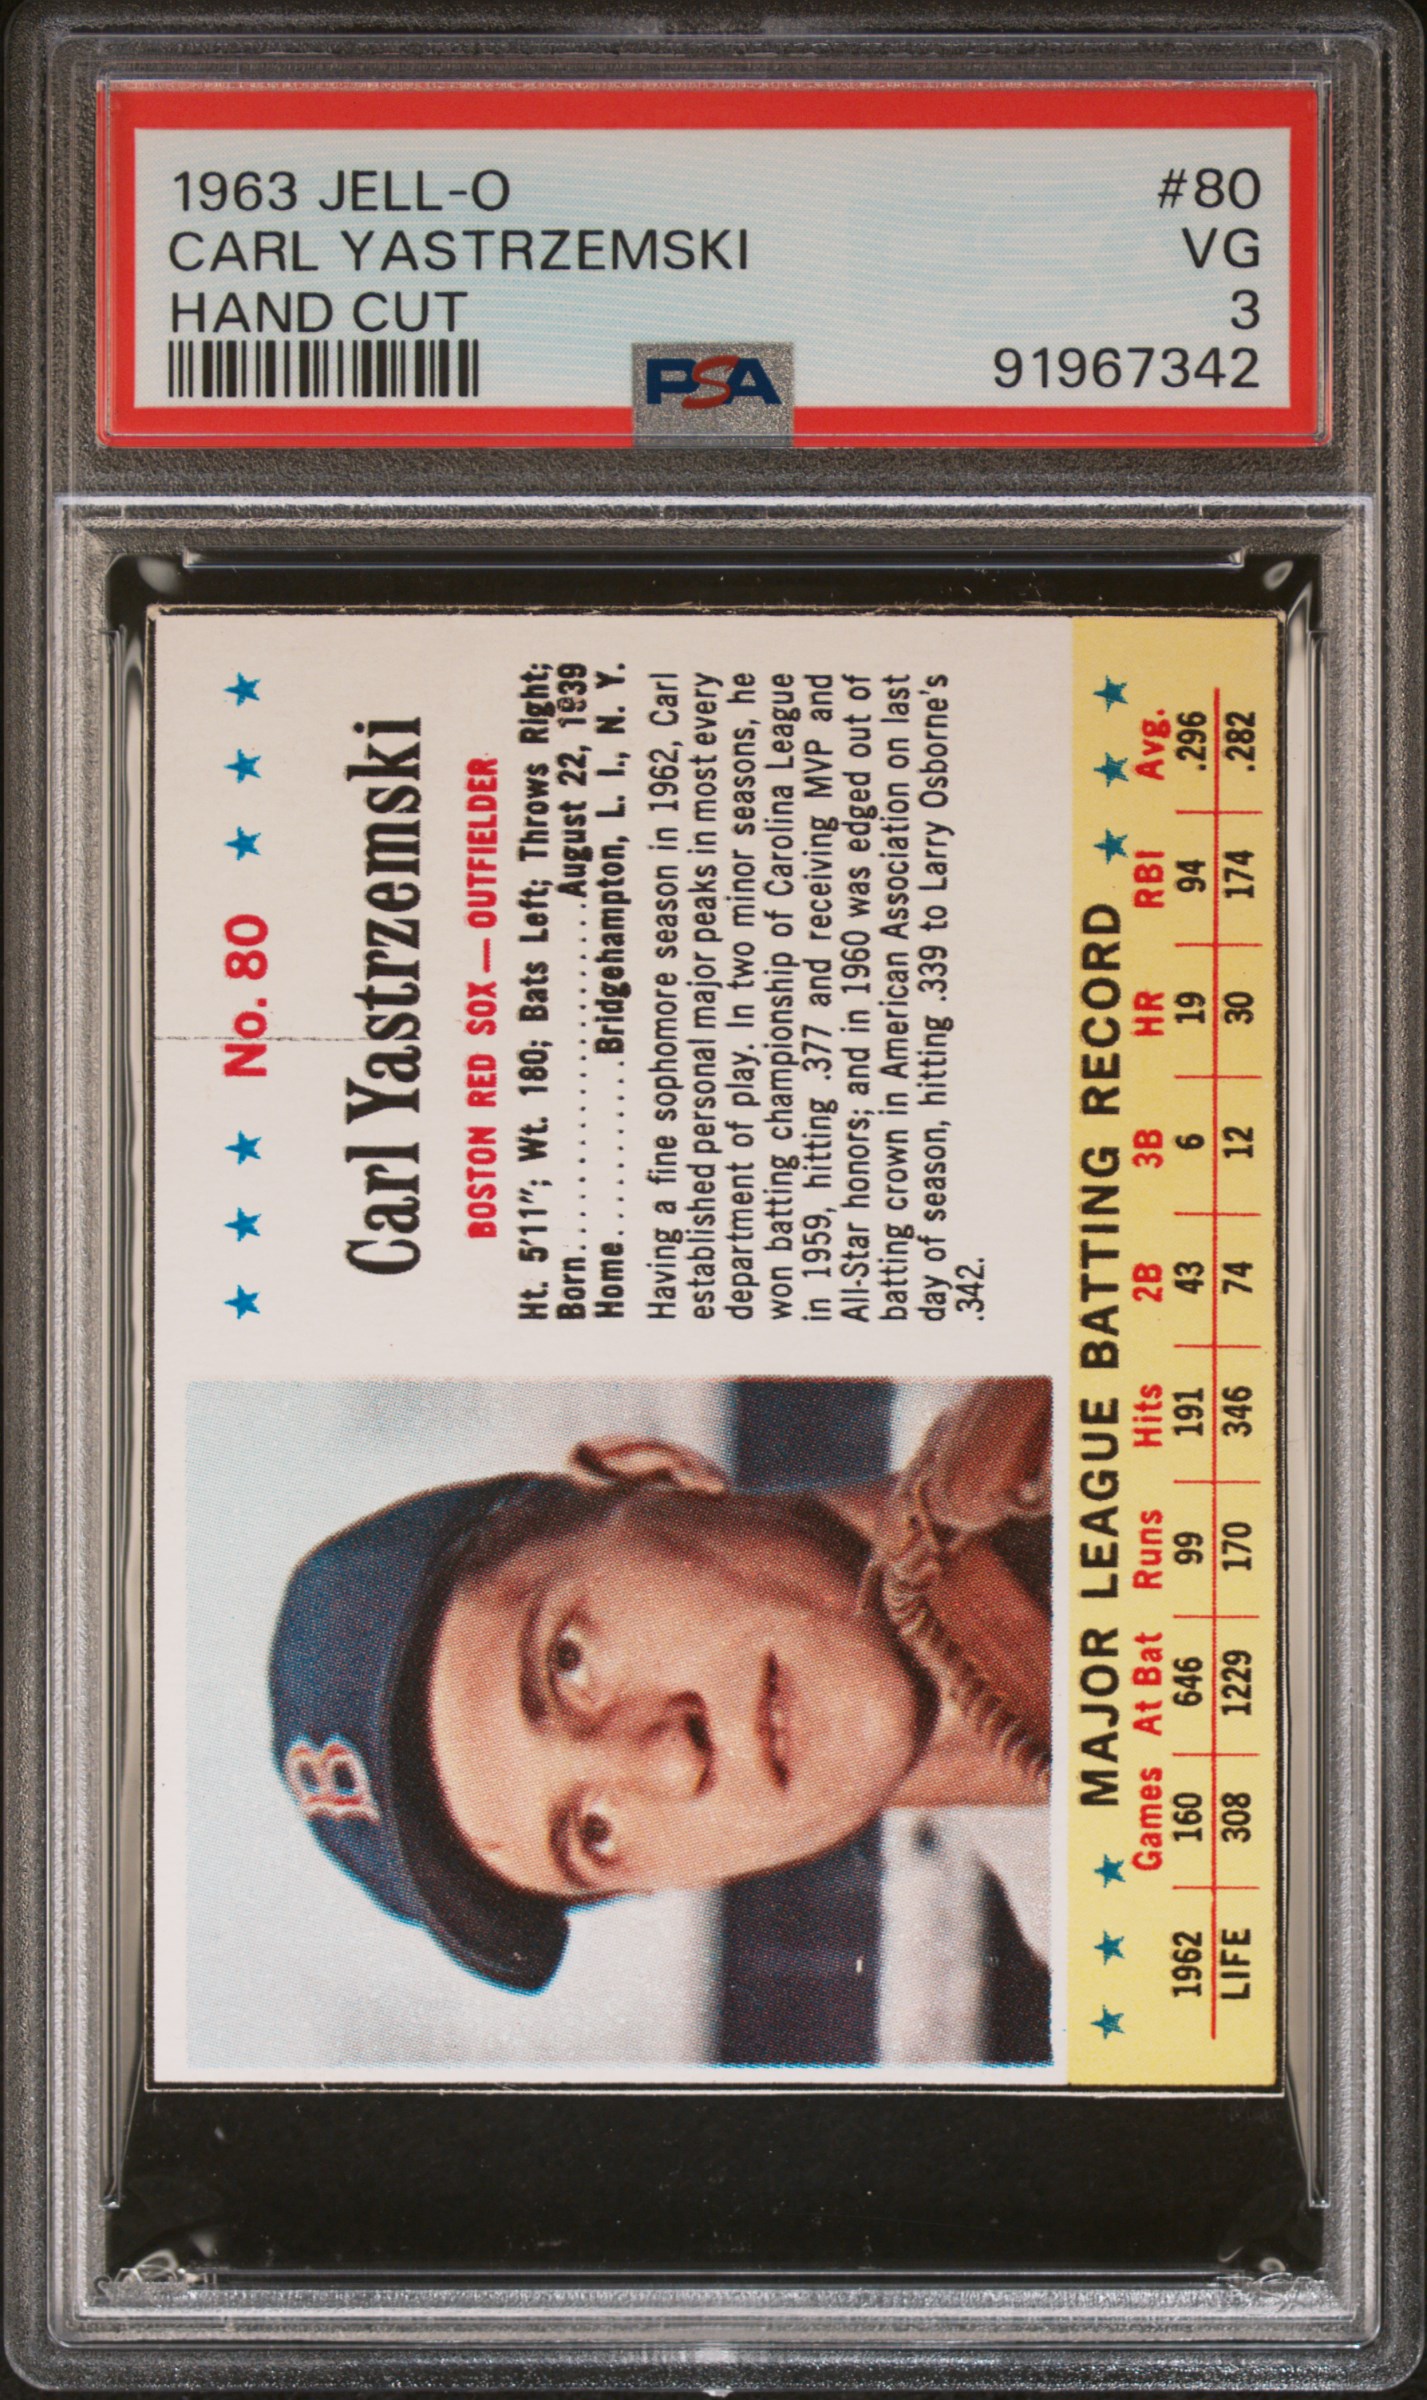 1963 JELL-O #80
CARL YASTRZEMSKI VG
HAND CUT 3
91967342
PSA
No. 80
Carl Yastrzemski
BOSTON RED SOX — OUTFIELDER
Ht. 5'11"; Wt. 180; Bats Left; Throws Right;
Born........................August 22, 1939
Home...........Bridgehampton, L. I., N. Y.
Having a fine sophomore season in 1962, Carl
established personal major peaks in most every
department of play. In two minor seasons, he
won batting championship of Carolina League
in 1959, hitting .377 and receiving MVP and
All-Star honors; and in 1960 was edged out of
batting crown in American Association on last
day of season, hitting .339 to Larry Osborne's
.342.
B
MAJOR LEAGUE BATTING RECORD
Games At Bat Runs Hits 2B 3B HR RBI Avg.
1962 160 646 99 191 43 6 19 94 .296
LIFE 308 1229 170 346 74 12 30 174 .282